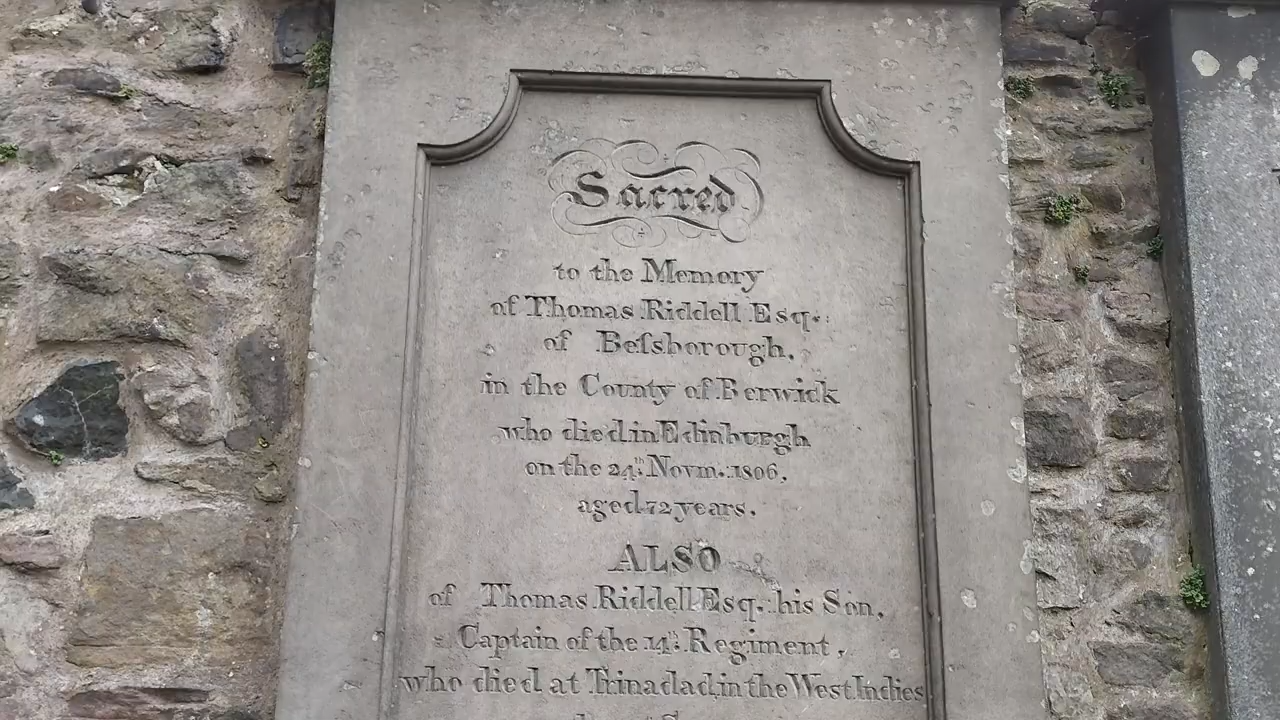 Sacred
to the Memory
of Thomas Riddell Esq.:
of Beſsborough,
in the County of Berwick
who died in Edinburgh
on the 24th Novm.: 1806,
aged 72 years.
ALSO
of Thomas Riddell Esq.: his Son,
Captain of the 14th Regiment,
who died at Trinadad, in the West Indies